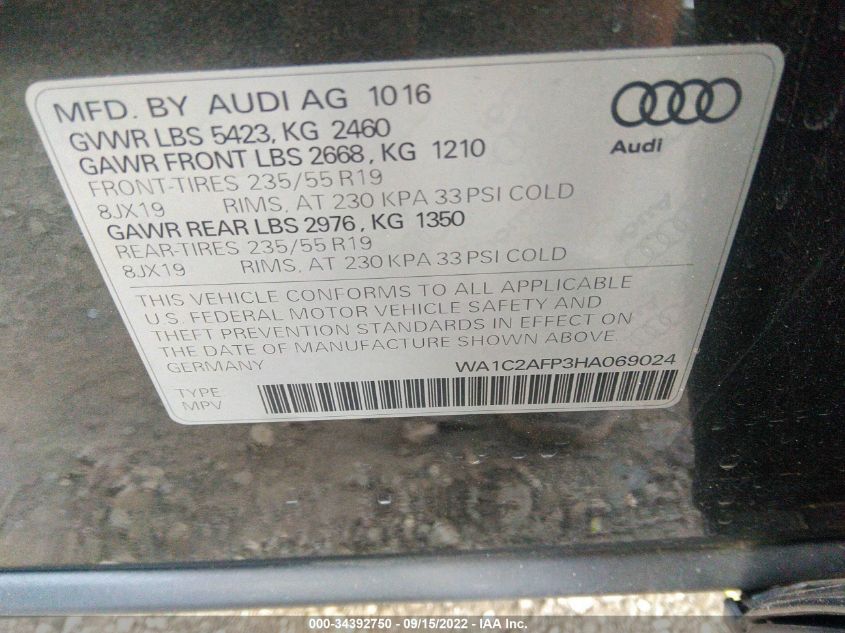 MFD. BY AUDI AG 1016
GVWR LBS 5423, KG 2460
GAWR FRONT LBS 2668, KG 1210
FRONT-TIRES 235/55 R19
8JX19 RIMS, AT 230 KPA 33 PSI COLD
GAWR REAR LBS 2976, KG 1350
REAR-TIRES 235/55 R19
8JX19 RIMS, AT 230 KPA 33 PSI COLD
Audi
THIS VEHICLE CONFORMS TO ALL APPLICABLE
U.S. FEDERAL MOTOR VEHICLE SAFETY AND
THEFT PREVENTION STANDARDS IN EFFECT ON
THE DATE OF MANUFACTURE SHOWN ABOVE.
GERMANY WA1C2AFP3HA069024
TYPE
MPV
000-34392750 - 09/15/2022 - IAA Inc.